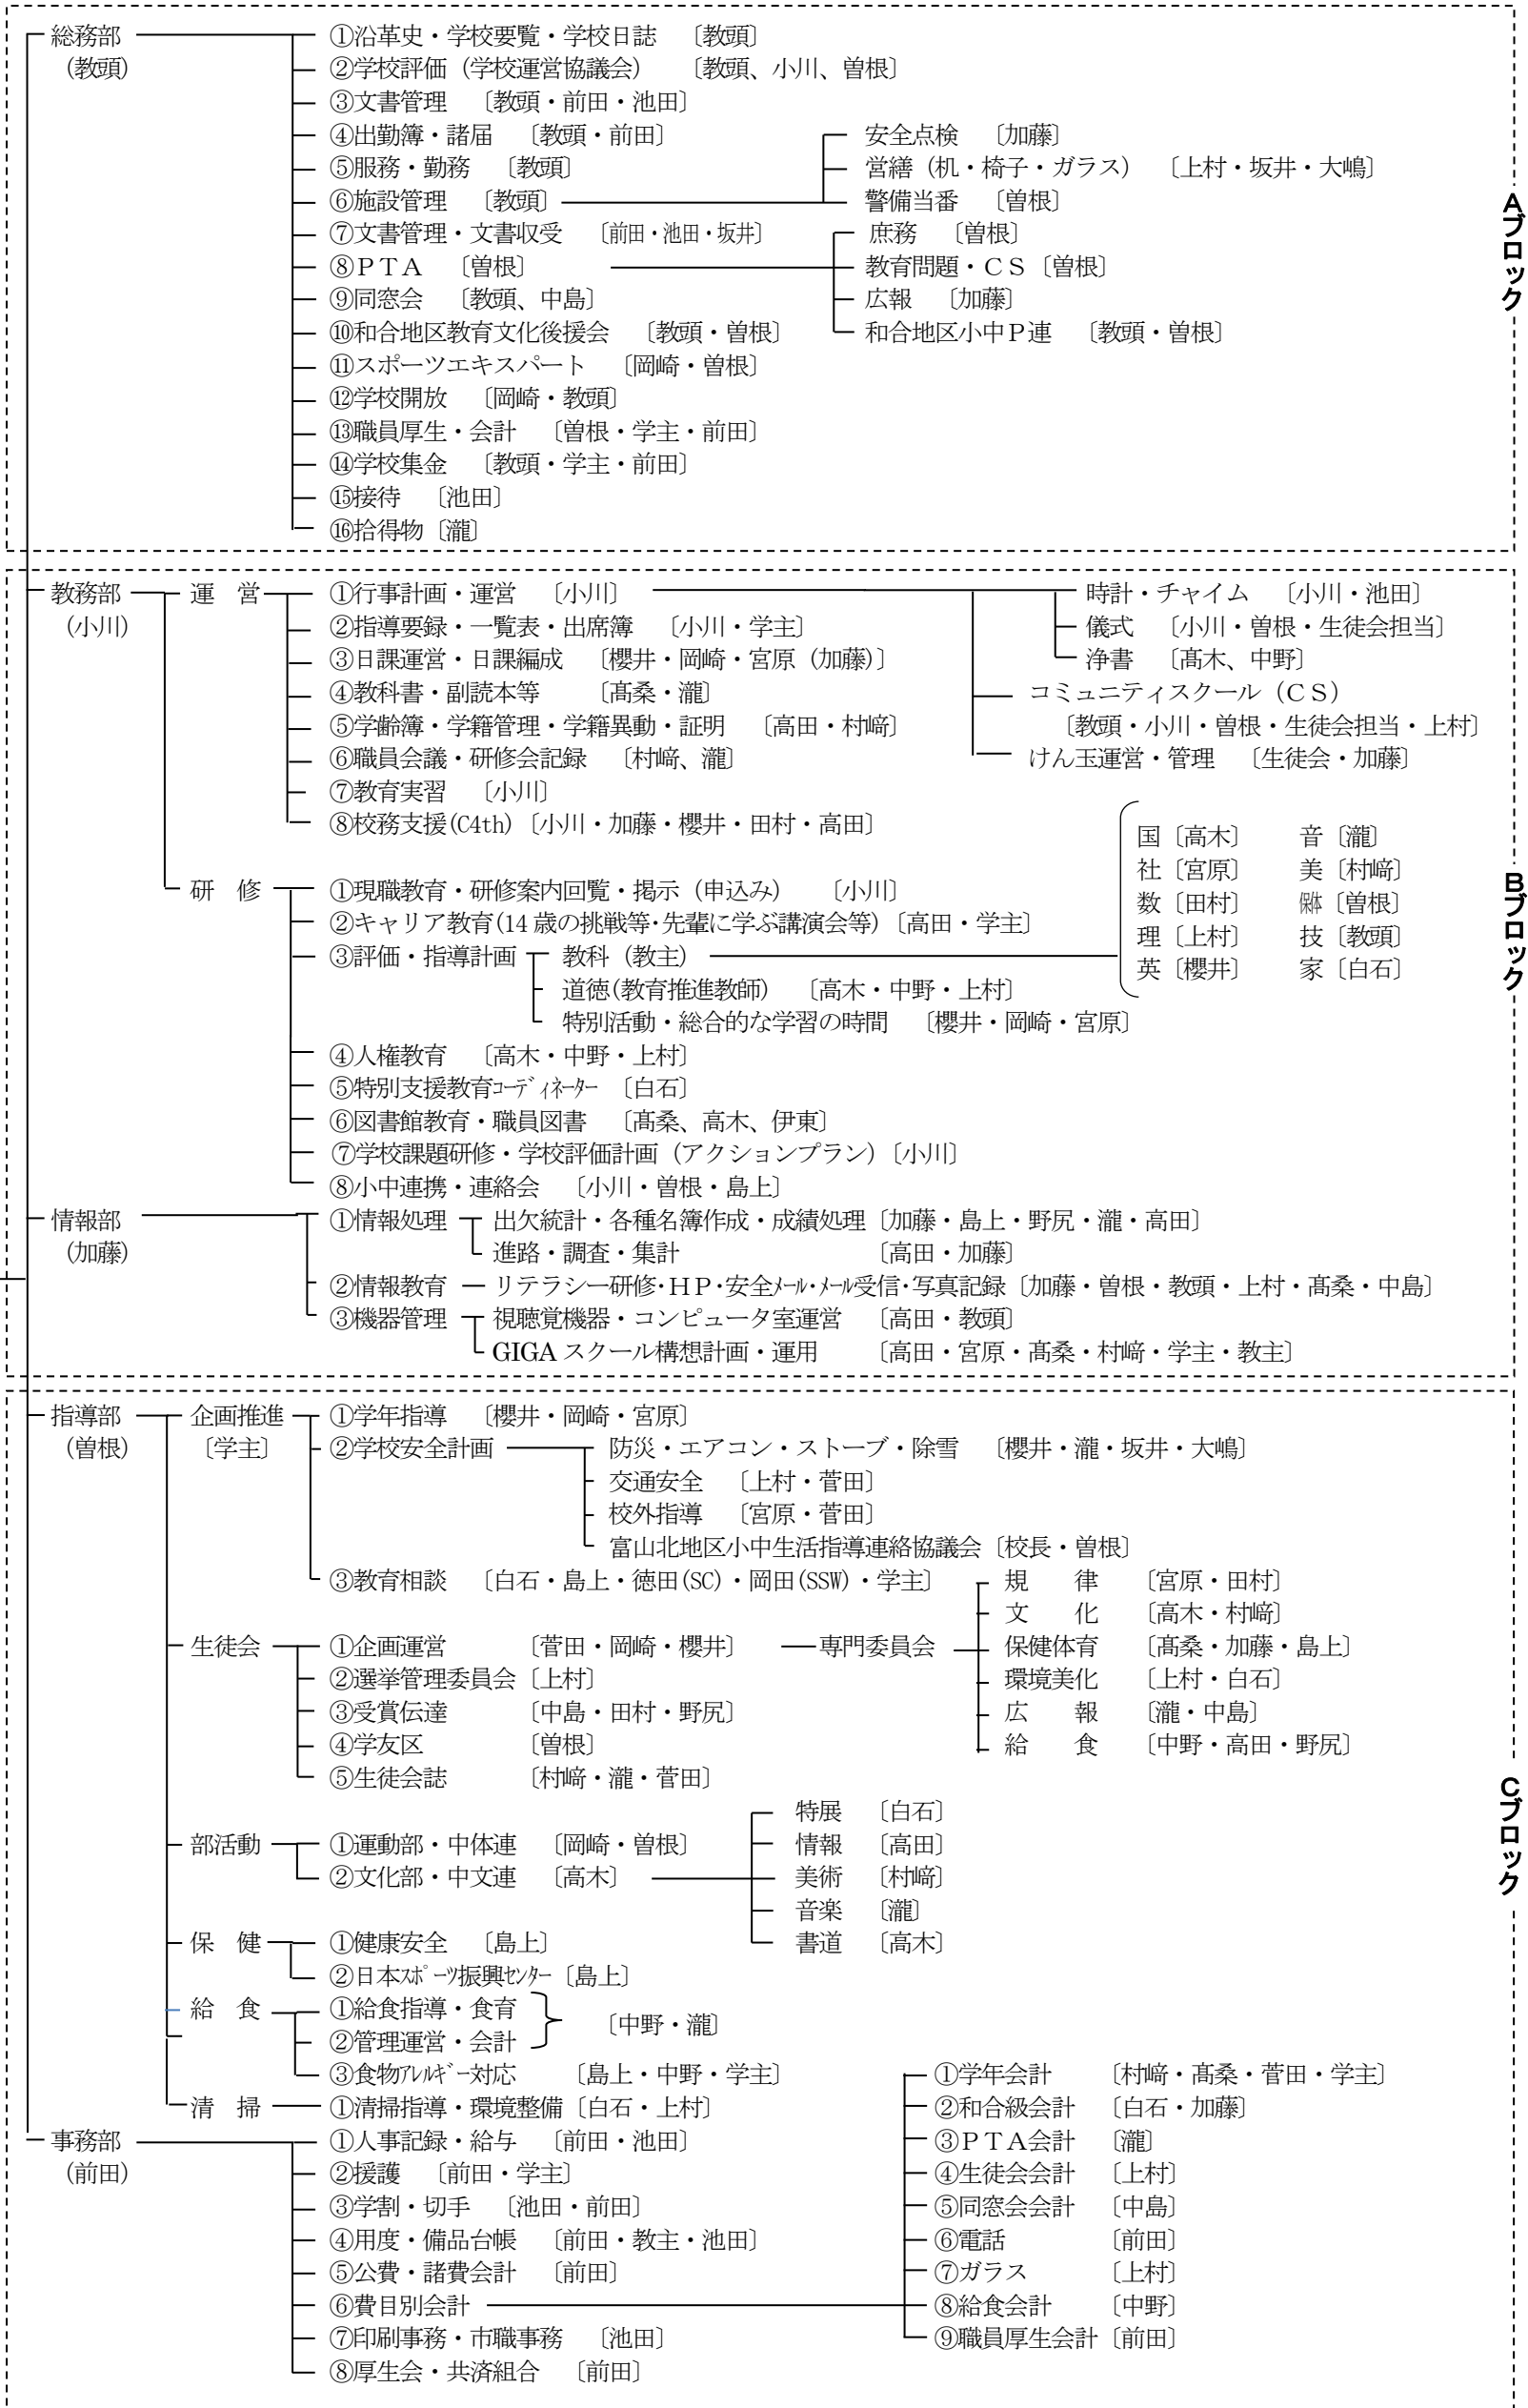 総務部 ①沿革史・学校要覧・学校日誌 〔教頭〕
(教頭) ②学校評価（学校運営協議会） 〔教頭、小川、曽根〕
③文書管理 〔教頭・前田・池田〕
④出勤簿・諸届 〔教頭・前田〕 安全点検 〔加藤〕
⑤服務・勤務 〔教頭〕 営繕（机・椅子・ガラス） 〔上村・坂井・大嶋〕
⑥施設管理 〔教頭〕 警備当番 〔曽根〕
⑦文書管理・文書収受 〔前田・池田・坂井〕 庶務 〔曽根〕
⑧ＰＴＡ 〔曽根〕 教育問題・ＣＳ〔曽根〕
⑨同窓会 〔教頭、中島〕 広報 〔加藤〕
⑩和合地区教育文化後援会 〔教頭・曽根〕 和合地区小中Ｐ連 〔教頭・曽根〕
⑪スポーツエキスパート 〔岡崎・曽根〕
⑫学校開放 〔岡崎・教頭〕
⑬職員厚生・会計 〔曽根・学主・前田〕
⑭学校集金 〔教頭・学主・前田〕
⑮接待 〔池田〕
⑯拾得物〔瀧〕
Ａブロック
教務部 運 営 ①行事計画・運営 〔小川〕 時計・チャイム 〔小川・池田〕
(小川) ②指導要録・一覧表・出席簿 〔小川・学主〕 儀式 〔小川・曽根・生徒会担当〕
③日課運営・日課編成 〔櫻井・岡崎・宮原（加藤）〕 浄書 〔髙木、中野〕
④教科書・副読本等 〔髙桑・瀧〕 コミュニティスクール（ＣＳ）
⑤学齢簿・学籍管理・学籍異動・証明 〔高田・村﨑〕 〔教頭・小川・曽根・生徒会担当・上村〕
⑥職員会議・研修会記録 〔村﨑、瀧〕 けん玉運営・管理 〔生徒会・加藤〕
⑦教育実習 〔小川〕
⑧校務支援(C4th)〔小川・加藤・櫻井・田村・高田〕
国〔高木〕 音〔瀧〕
社〔宮原〕 美〔村﨑〕
研 修 ①現職教育・研修案内回覧・掲示（申込み） 〔小川〕
②キャリア教育(14歳の挑戦等・先輩に学ぶ講演会等)〔高田・学主〕 数〔田村〕 保体〔曽根〕
理〔上村〕 技〔教頭〕
③評価・指導計画 教科（教主） 英〔櫻井〕 家〔白石〕
道徳(教育推進教師) 〔高木・中野・上村〕
特別活動・総合的な学習の時間 〔櫻井・岡崎・宮原〕
④人権教育 〔高木・中野・上村〕
⑤特別支援教育ｺｰﾃﾞｨﾈｰﾀｰ 〔白石〕
⑥図書館教育・職員図書 〔髙桑、高木、伊東〕
⑦学校課題研修・学校評価計画（アクションプラン）〔小川〕
⑧小中連携・連絡会 〔小川・曽根・島上〕
情報部 ①情報処理 出欠統計・各種名簿作成・成績処理〔加藤・島上・野尻・瀧・高田〕
(加藤) 進路・調査・集計 〔高田・加藤〕
②情報教育 リテラシー研修・ＨＰ・安全ﾒｰﾙ・ﾒｰﾙ受信・写真記録〔加藤・曽根・教頭・上村・髙桑・中島〕
③機器管理 視聴覚機器・コンピュータ室運営 〔高田・教頭〕
GIGAスクール構想計画・運用 〔高田・宮原・髙桑・村﨑・学主・教主〕
Ｂブロック
指導部 企画推進 ①学年指導 〔櫻井・岡崎・宮原〕
(曽根) 〔学主〕 ②学校安全計画 防災・エアコン・ストーブ・除雪 〔櫻井・瀧・坂井・大嶋〕
交通安全 〔上村・菅田〕
校外指導 〔宮原・菅田〕
富山北地区小中生活指導連絡協議会〔校長・曽根〕
③教育相談 〔白石・島上・徳田(SC)・岡田(SSW)・学主〕 規 律 〔宮原・田村〕
文 化 〔高木・村﨑〕
生徒会 ①企画運営 〔菅田・岡崎・櫻井〕 専門委員会 保健体育 〔髙桑・加藤・島上〕
②選挙管理委員会〔上村〕 環境美化 〔上村・白石〕
③受賞伝達 〔中島・田村・野尻〕 広 報 〔瀧・中島〕
④学友区 〔曽根〕 給 食 〔中野・高田・野尻〕
⑤生徒会誌 〔村﨑・瀧・菅田〕
特展 〔白石〕
部活動 ①運動部・中体連 〔岡崎・曽根〕 情報 〔高田〕
②文化部・中文連 〔高木〕 美術 〔村﨑〕
音楽 〔瀧〕
保 健 ①健康安全 〔島上〕 書道 〔高木〕
②日本ｽﾎﾟｰﾂ振興ｾﾝﾀｰ〔島上〕
給 食 ①給食指導・食育 〔中野・瀧〕
②管理運営・会計
③食物ｱﾚﾙｷﾞｰ対応 〔島上・中野・学主〕 ①学年会計 〔村﨑・髙桑・菅田・学主〕
清 掃 ①清掃指導・環境整備〔白石・上村〕 ②和合級会計 〔白石・加藤〕
事務部 ①人事記録・給与 〔前田・池田〕 ③ＰＴＡ会計 〔瀧〕
(前田) ②援護 〔前田・学主〕 ④生徒会会計 〔上村〕
③学割・切手 〔池田・前田〕 ⑤同窓会会計 〔中島〕
④用度・備品台帳 〔前田・教主・池田〕 ⑥電話 〔前田〕
⑤公費・諸費会計 〔前田〕 ⑦ガラス 〔上村〕
⑥費目別会計 ⑧給食会計 〔中野〕
⑦印刷事務・市職事務 〔池田〕 ⑨職員厚生会計〔前田〕
⑧厚生会・共済組合 〔前田〕
Ｃブロック